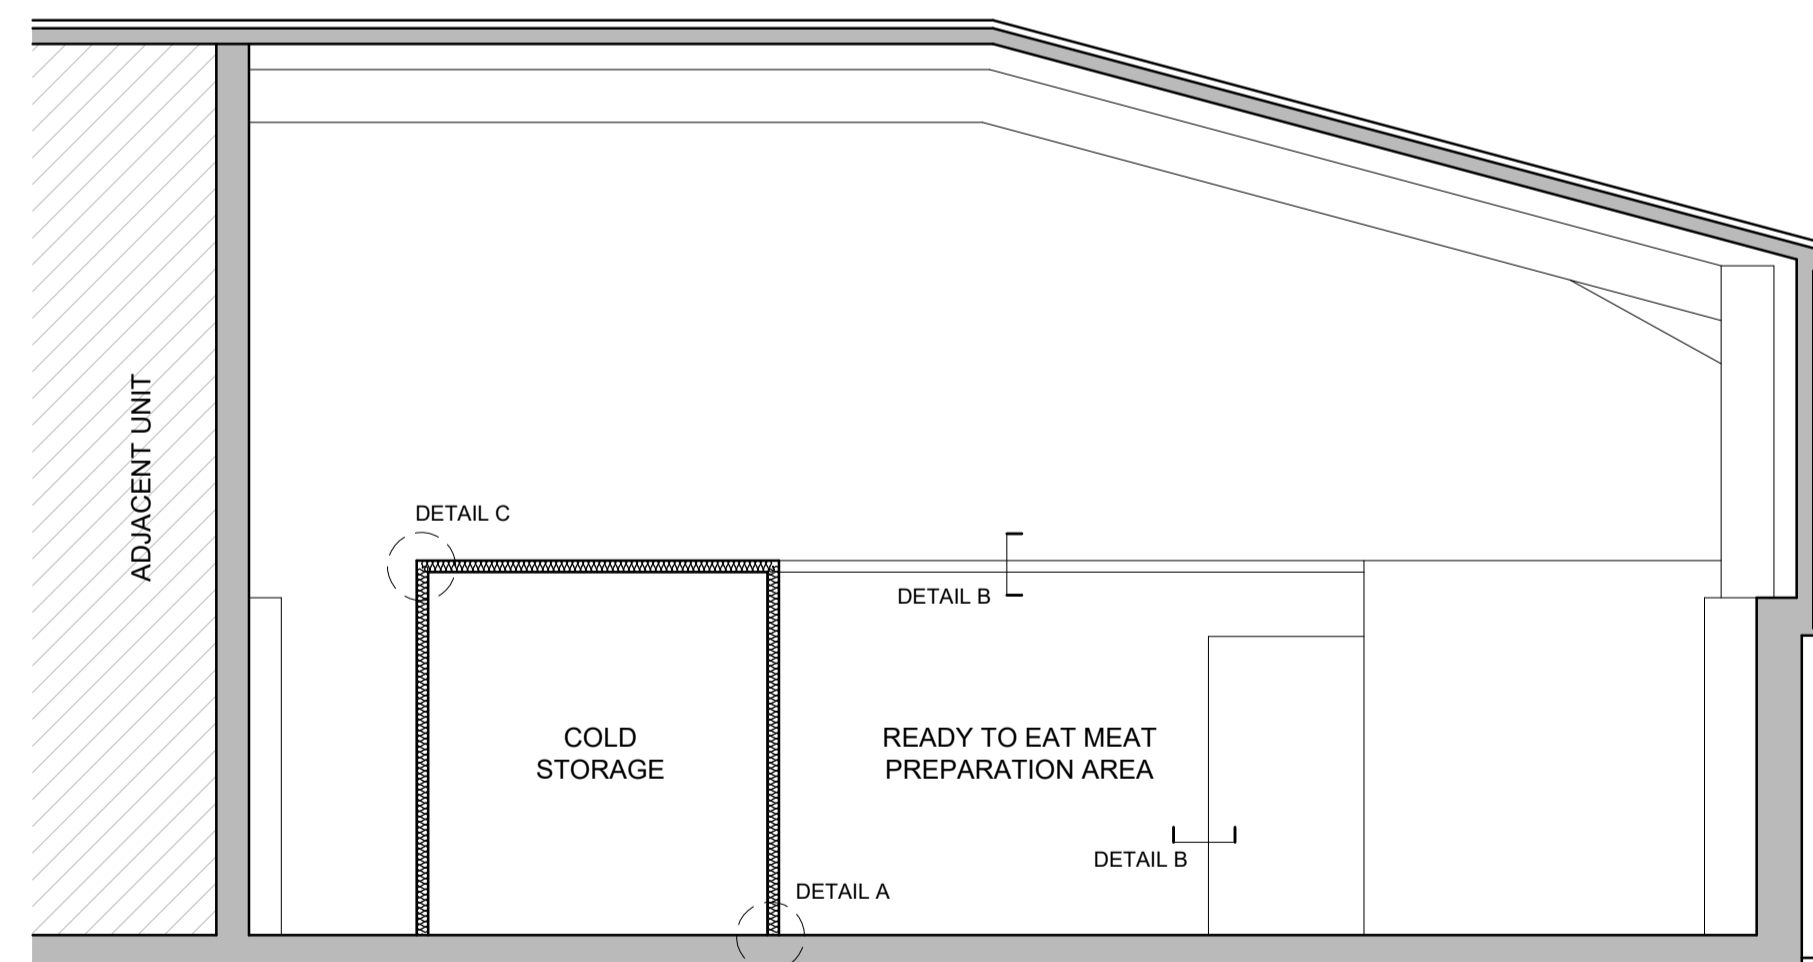 ADJACENT UNIT
DETAIL C
DETAIL B
COLD
STORAGE
READY TO EAT MEAT
PREPARATION AREA
DETAIL B
DETAIL A